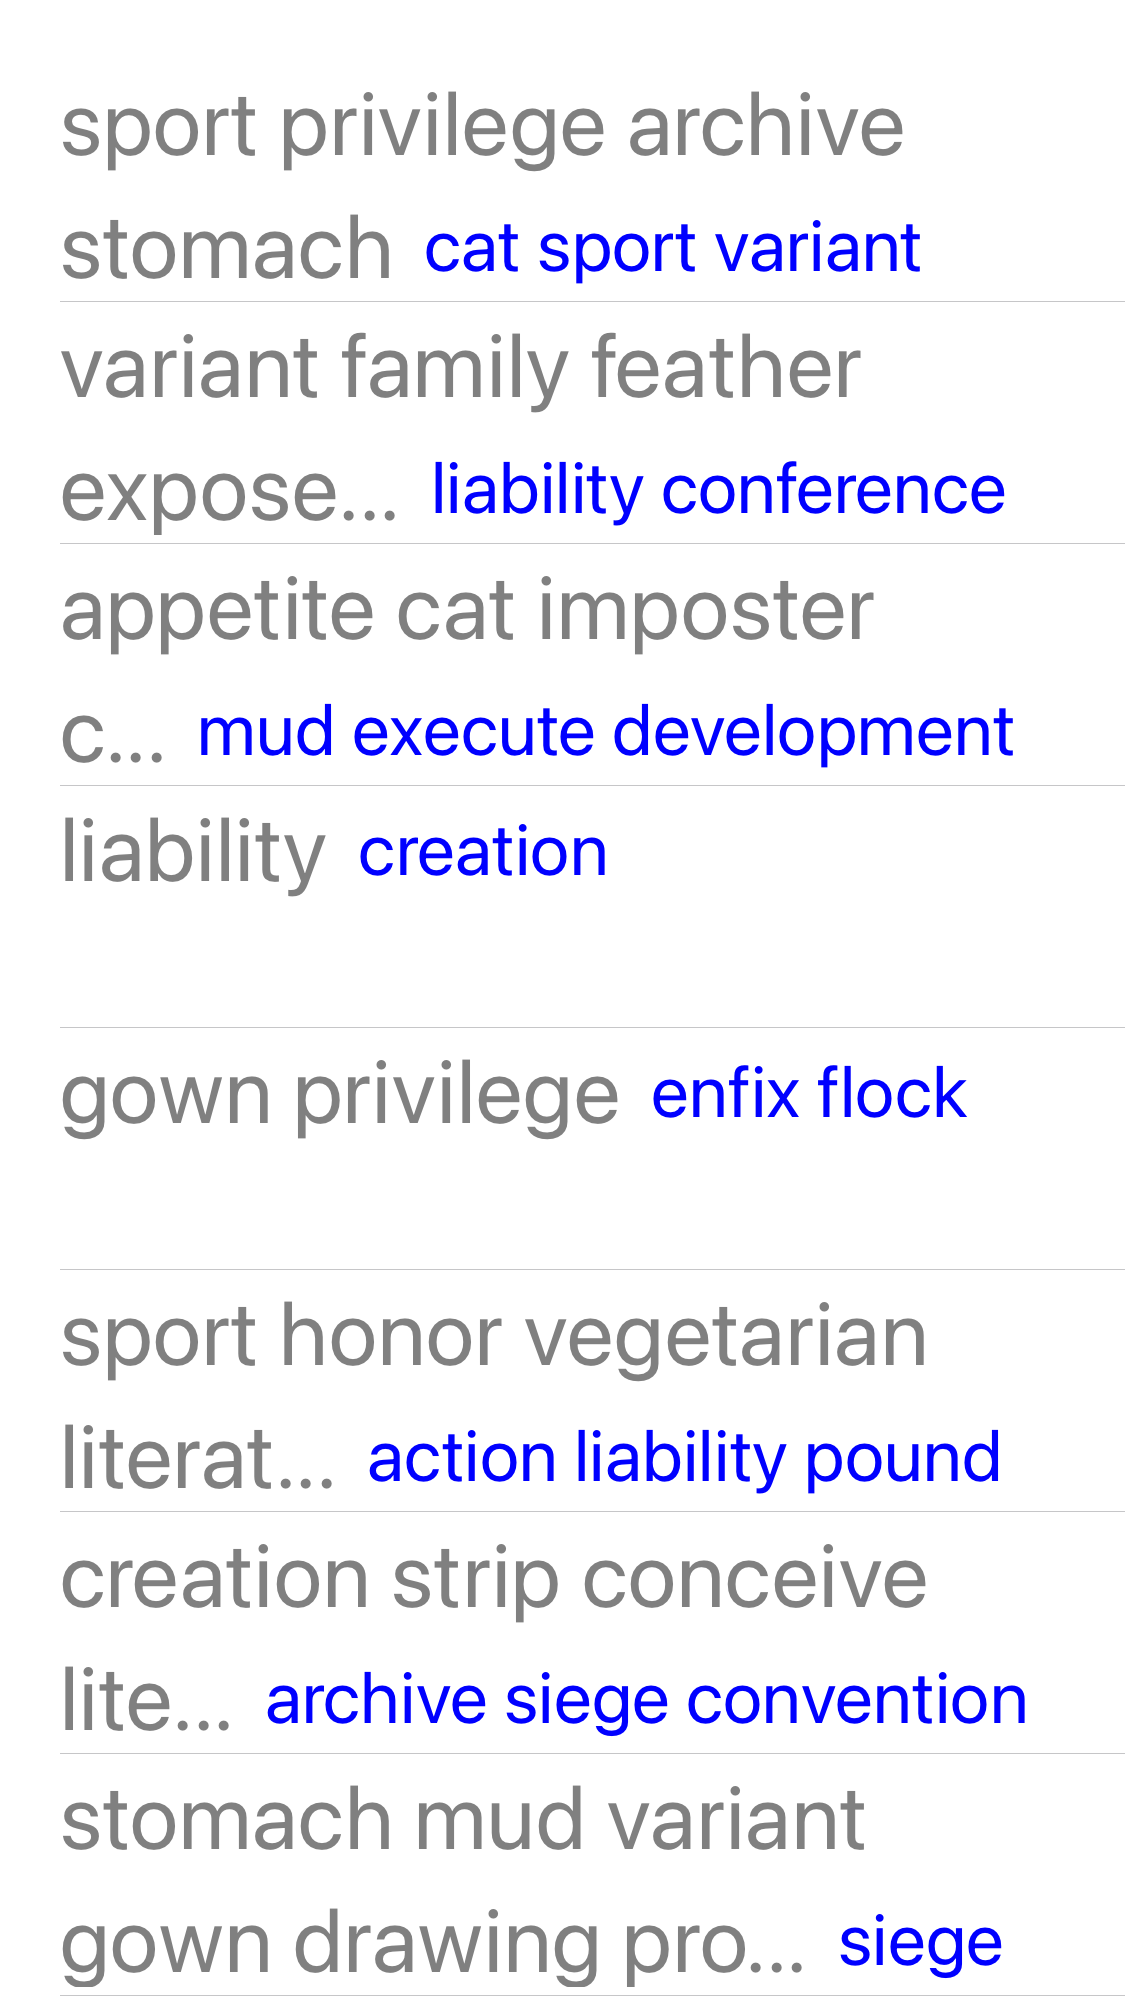 sport privilege archive
stomach cat sport variant
variant family feather
expose... liability conference
appetite cat imposter
c... mud execute development
liability creation
gown privilege enfix flock
sport honor vegetarian
literat... action liability pound
creation strip conceive
lite... archive siege convention
stomach mud variant
gown drawing pro... siege